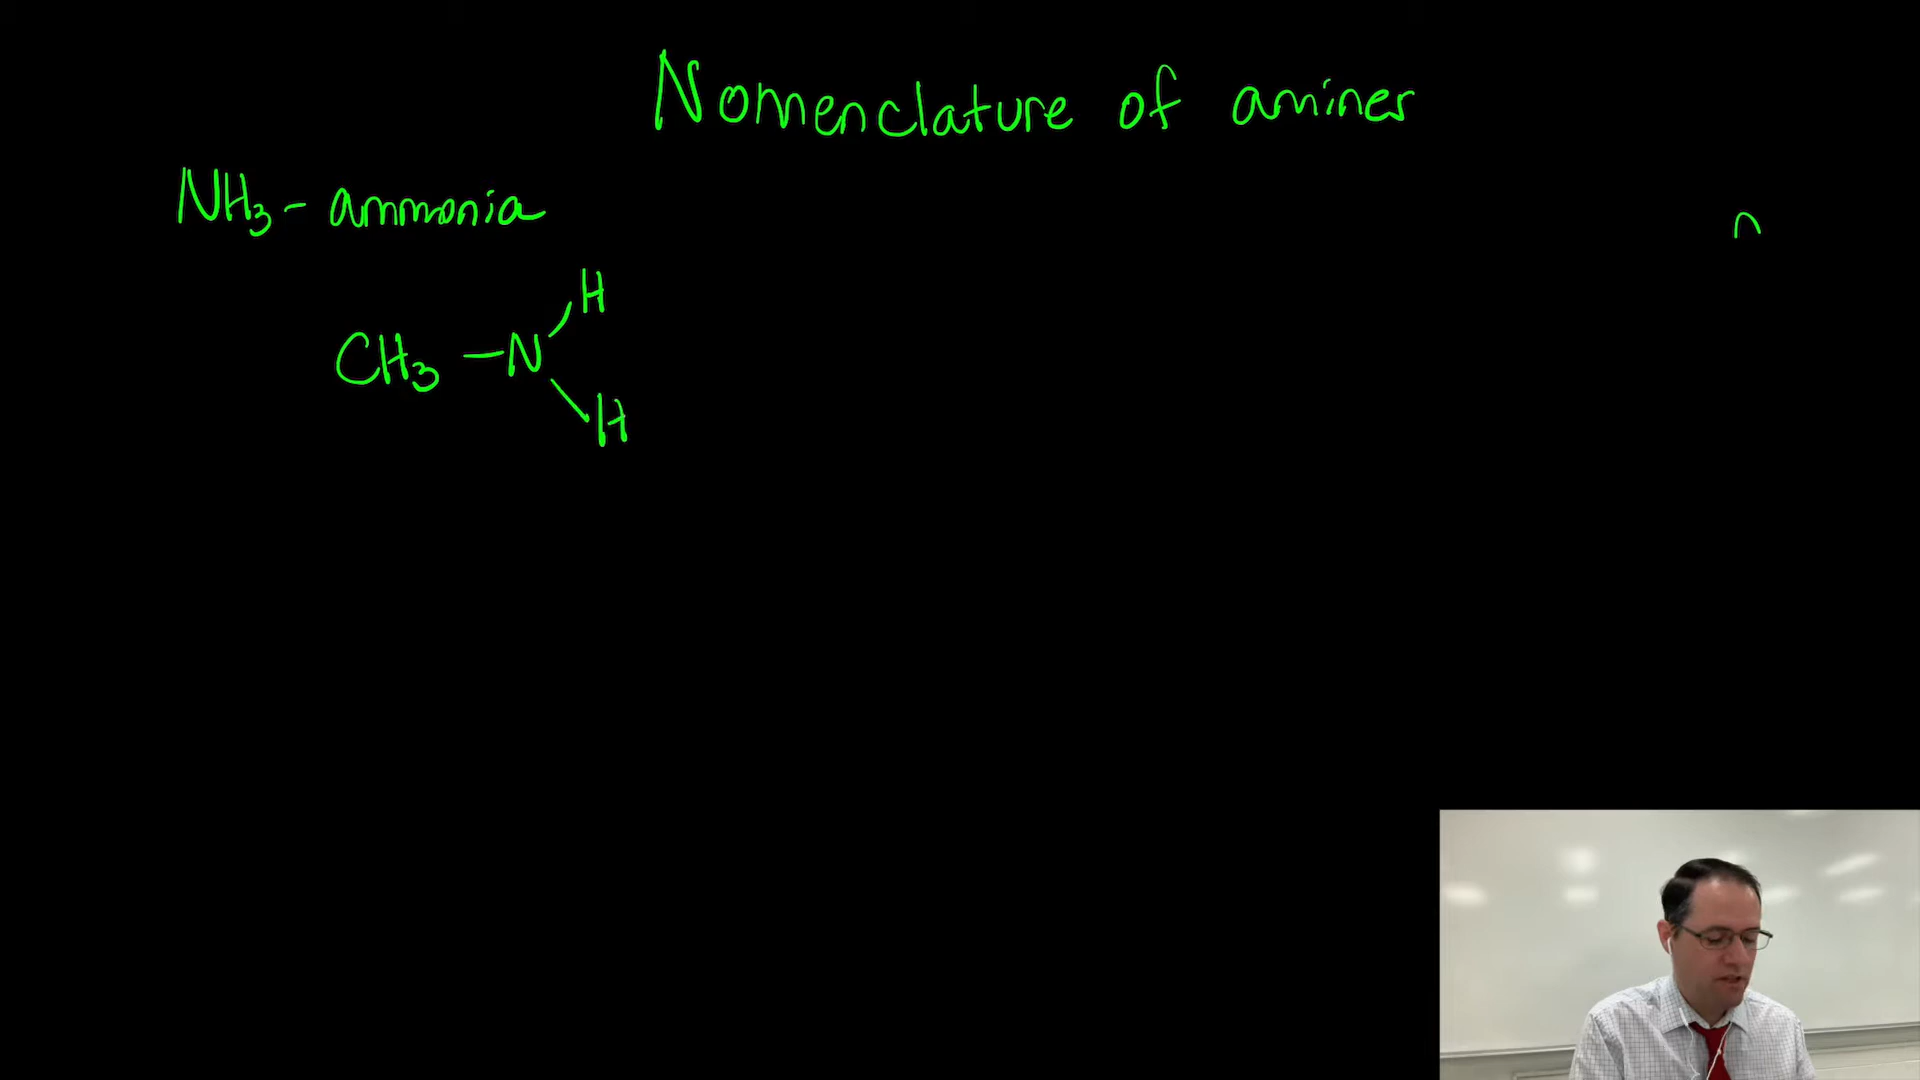 Nomenclature of amines
NH3 - ammonia
H
CH3 - N
H
n